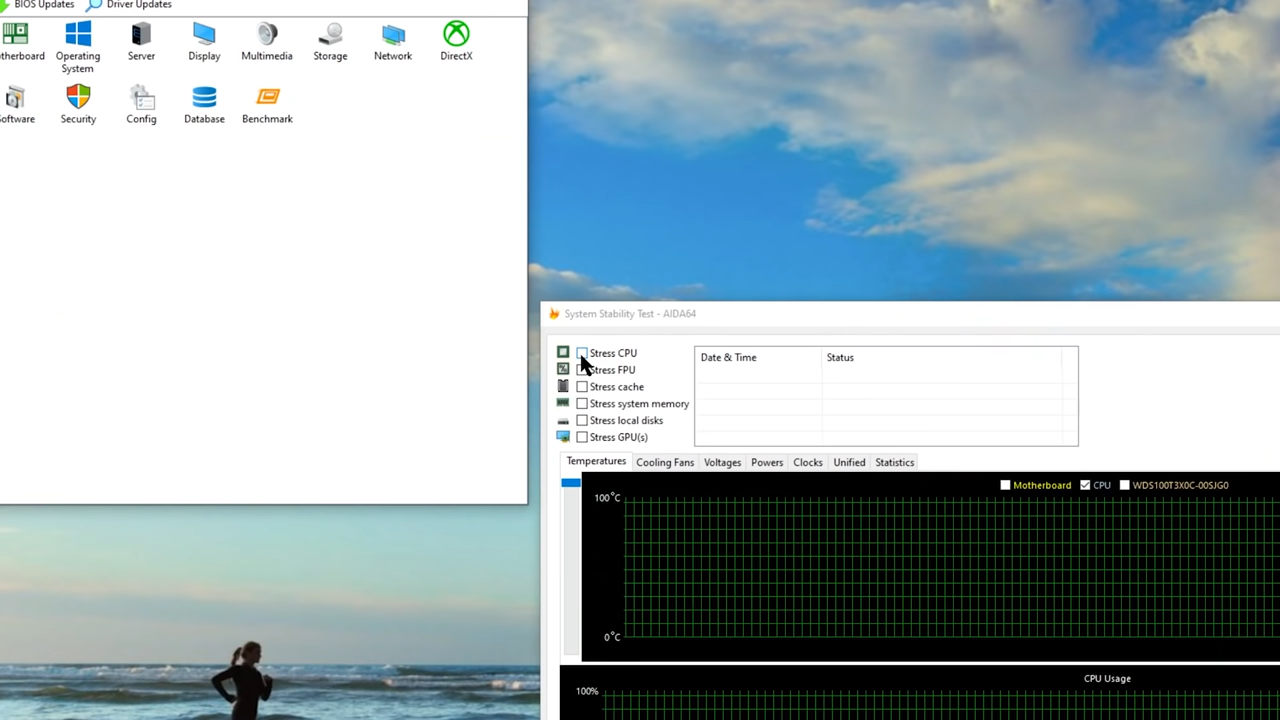 BIOS Updates Driver Updates
therboard Operating System Server Display Multimedia Storage Network DirectX
oftware Security Config Database Benchmark
System Stability Test - AIDA64
Stress CPU
Stress FPU
Stress cache
Stress system memory
Stress local disks
Stress GPU(s)
Date & Time Status
Temperatures Cooling Fans Voltages Powers Clocks Unified Statistics
Motherboard CPU WDS100T3X0C-00SJG0
100°C
0°C
CPU Usage
100%